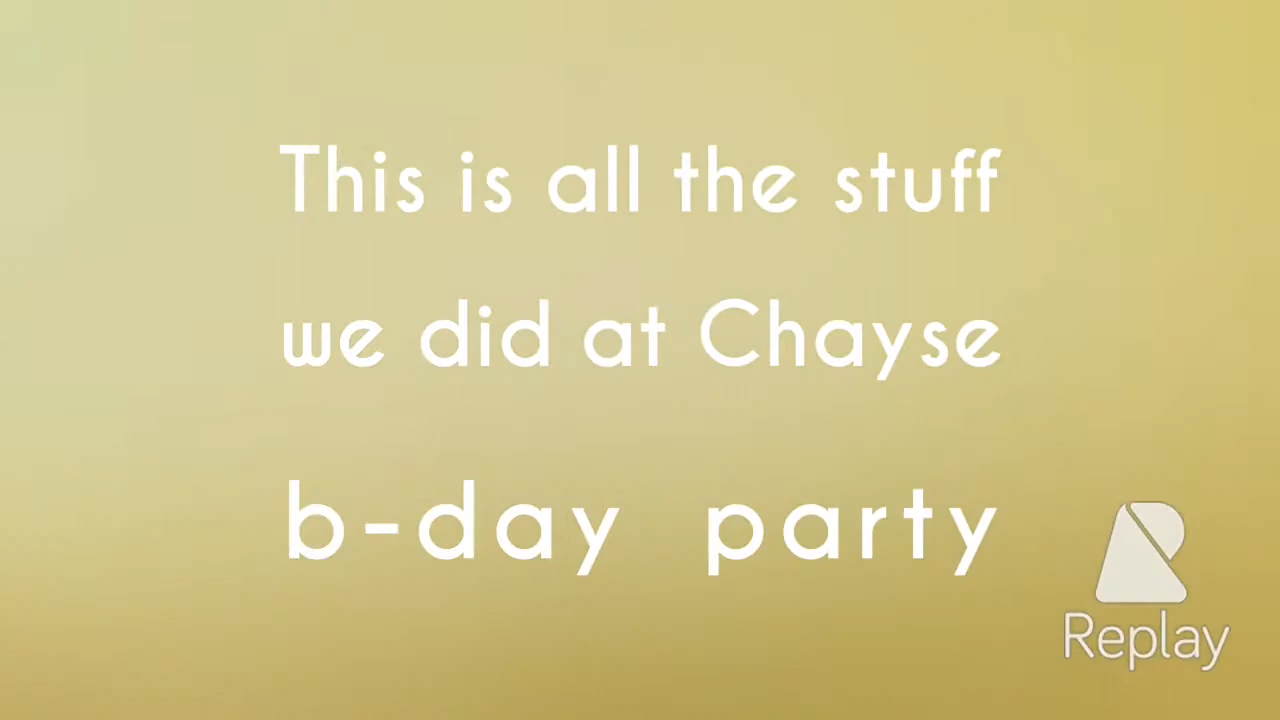 This is all the stuff
we did at Chayse
b-day party
Replay